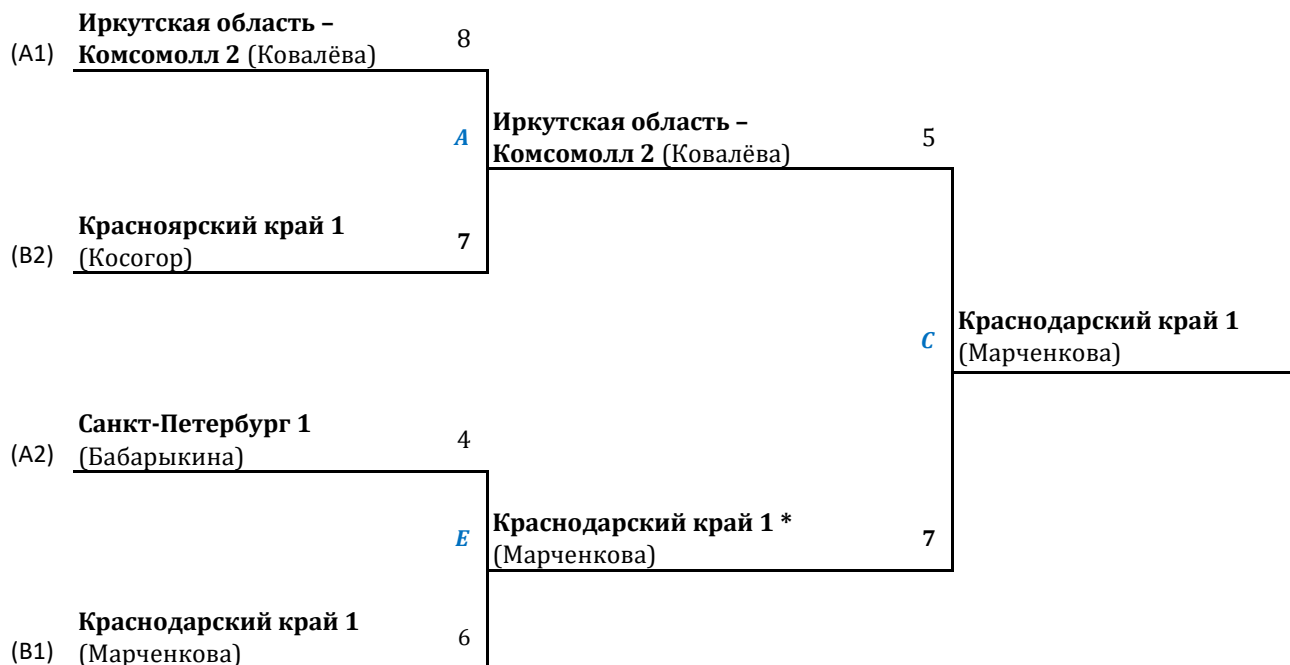 Иркутская область –
(A1) Комсомолл 2 (Ковалёва) 8
A
Иркутская область –
Комсомолл 2 (Ковалёва) 5
Красноярский край 1
(B2) (Косогор) 7
C
Краснодарский край 1
(Марченкова)
Санкт-Петербург 1
(A2) (Бабарыкина) 4
E
Краснодарский край 1 *
(Марченкова) 7
Краснодарский край 1
(B1) (Марченкова) 6